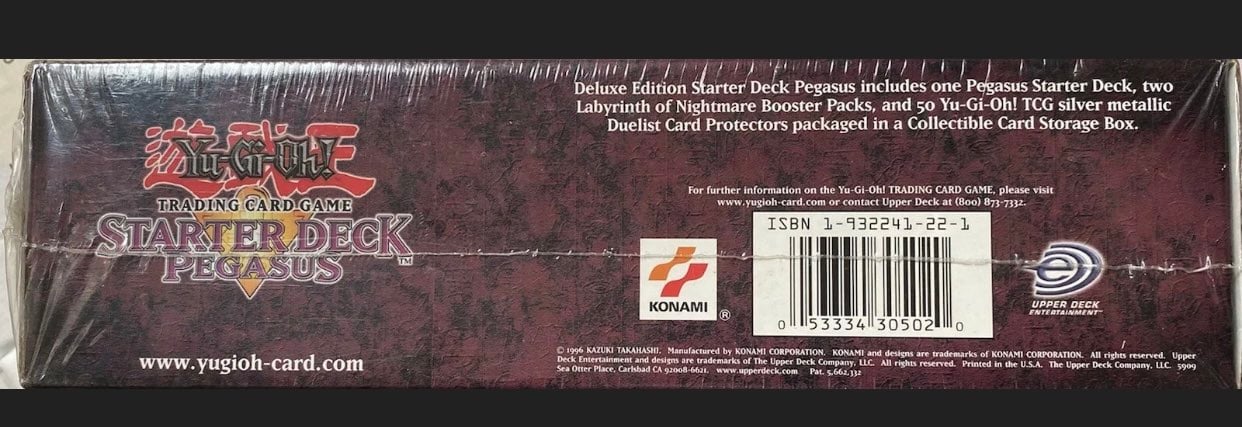 Deluxe Edition Starter Deck Pegasus includes one Pegasus Starter Deck, two
Labyrinth of Nightmare Booster Packs, and 50 Yu-Gi-Oh! TCG silver metallic
Duelist Card Protectors packaged in a Collectible Card Storage Box.
遊戯王
Yu-Gi-Oh!
TRADING CARD GAME
STARTER DECK
PEGASUS™
www.yugioh-card.com
For further information on the Yu-Gi-Oh! TRADING CARD GAME, please visit
www.yugioh-card.com or contact Upper Deck at (800) 873-7332.
KONAMI®
ISBN 1-932241-22-1
0 53334 30502 0
UPPER DECK
ENTERTAINMENT™
© 1996 KAZUKI TAKAHASHI. Manufactured by KONAMI CORPORATION. KONAMI and designs are trademarks of KONAMI CORPORATION. All rights reserved. Upper
Deck Entertainment and designs are trademarks of The Upper Deck Company, LLC. All rights reserved. Printed in the U.S.A. The Upper Deck Company, LLC. 5909
Sea Otter Place, Carlsbad CA 92008-6621. www.upperdeck.com Pat. 5,662,332